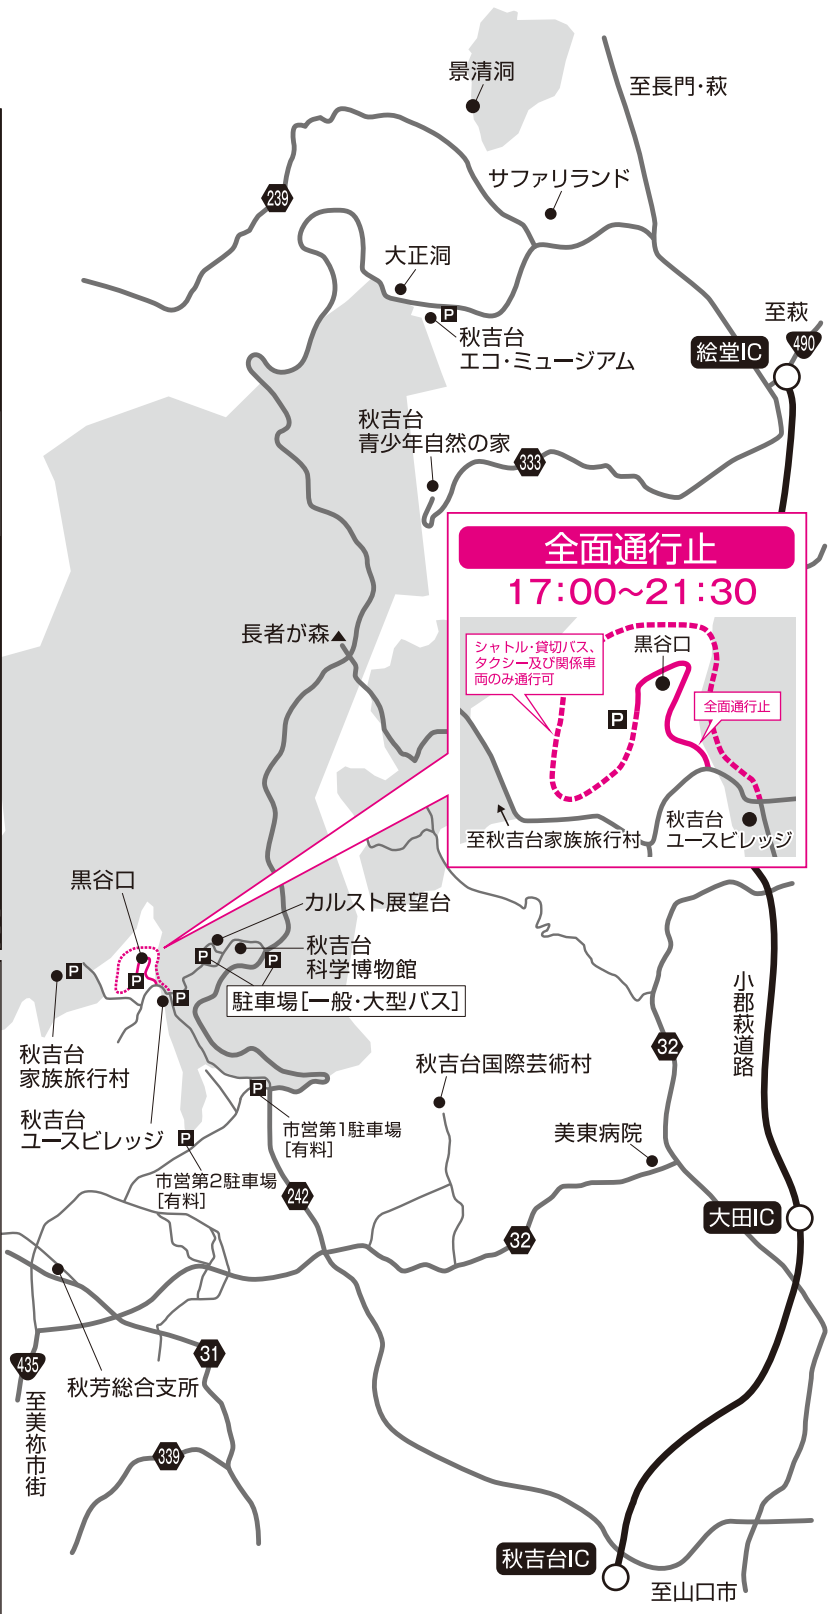 景清洞
至長門・萩
サファリランド
239
大正洞
P
秋吉台
エコ・ミュージアム
至萩
490
絵堂IC
秋吉台
青少年自然の家
333
全面通行止
17:00～21:30
シャトル・貸切バス、
タクシー及び関係車
両のみ通行可
黒谷口
P
全面通行止
至秋吉台家族旅行村
秋吉台
ユースビレッジ
長者が森
黒谷口
カルスト展望台
秋吉台
科学博物館
P
P
P
P
P
駐車場[一般・大型バス]
小郡萩道路
秋吉台
家族旅行村
32
秋吉台国際芸術村
P
秋吉台
ユースビレッジ
市営第1駐車場
[有料]
美東病院
P
市営第2駐車場
[有料]
242
大田IC
32
31
435
秋芳総合支所
至美祢市街
339
秋吉台IC
至山口市